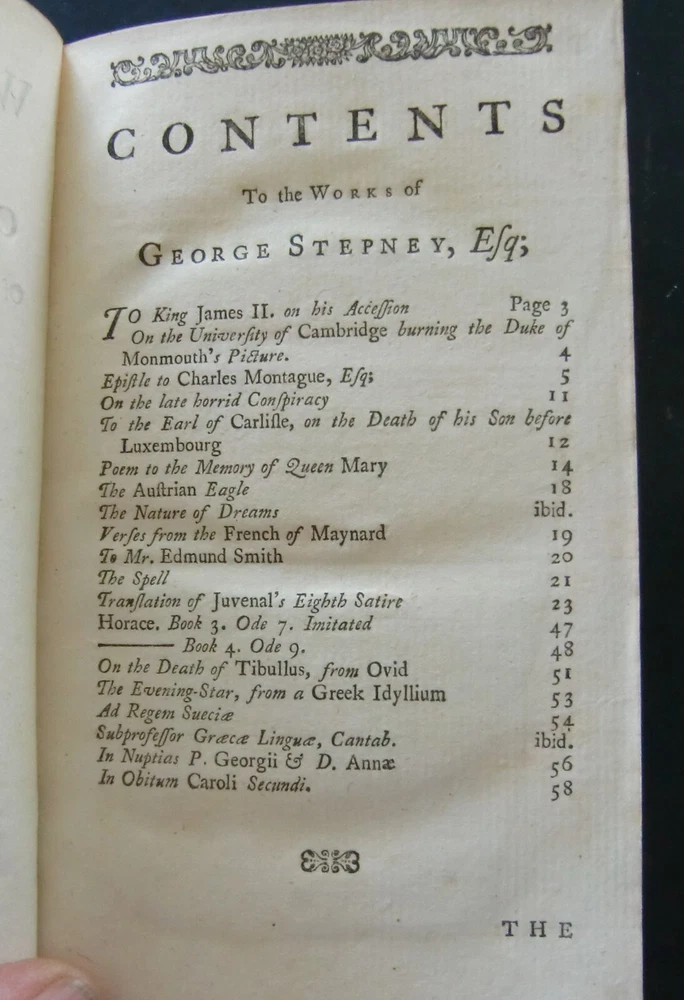 CONTENTS
To the WORKS of
GEORGE STEPNEY, Eſq;
TO King James II. on his Acceſſion Page 3
On the Univerſity of Cambridge burning the Duke of
Monmouth's Picture. 4
Epiſtle to Charles Montague, Eſq; 5
On the late horrid Conſpiracy 11
To the Earl of Carliſle, on the Death of his Son before
Luxembourg 12
Poem to the Memory of Queen Mary 14
The Auſtrian Eagle 18
The Nature of Dreams ibid.
Verſes from the French of Maynard 19
To Mr. Edmund Smith 20
The Spell 21
Tranſlation of Juvenal's Eighth Satire 23
Horace. Book 3. Ode 7. Imitated 47
——— Book 4. Ode 9. 48
On the Death of Tibullus, from Ovid 51
The Evening-Star, from a Greek Idyllium 53
Ad Regem Sueciæ 54
Subprofeſſor Græcæ Linguæ, Cantab. ibid.
In Nuptias P. Georgii & D. Annæ 56
In Obitum Caroli Secundi. 58
THE